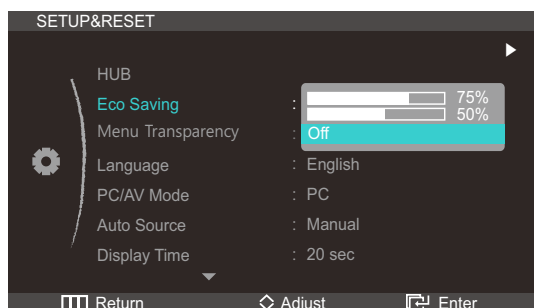 SETUP&RESET
HUB
Eco Saving : 75%
50%
Menu Transparency : Off
Language : English
PC/AV Mode : PC
Auto Source : Manual
Display Time : 20 sec
Return Adjust Enter